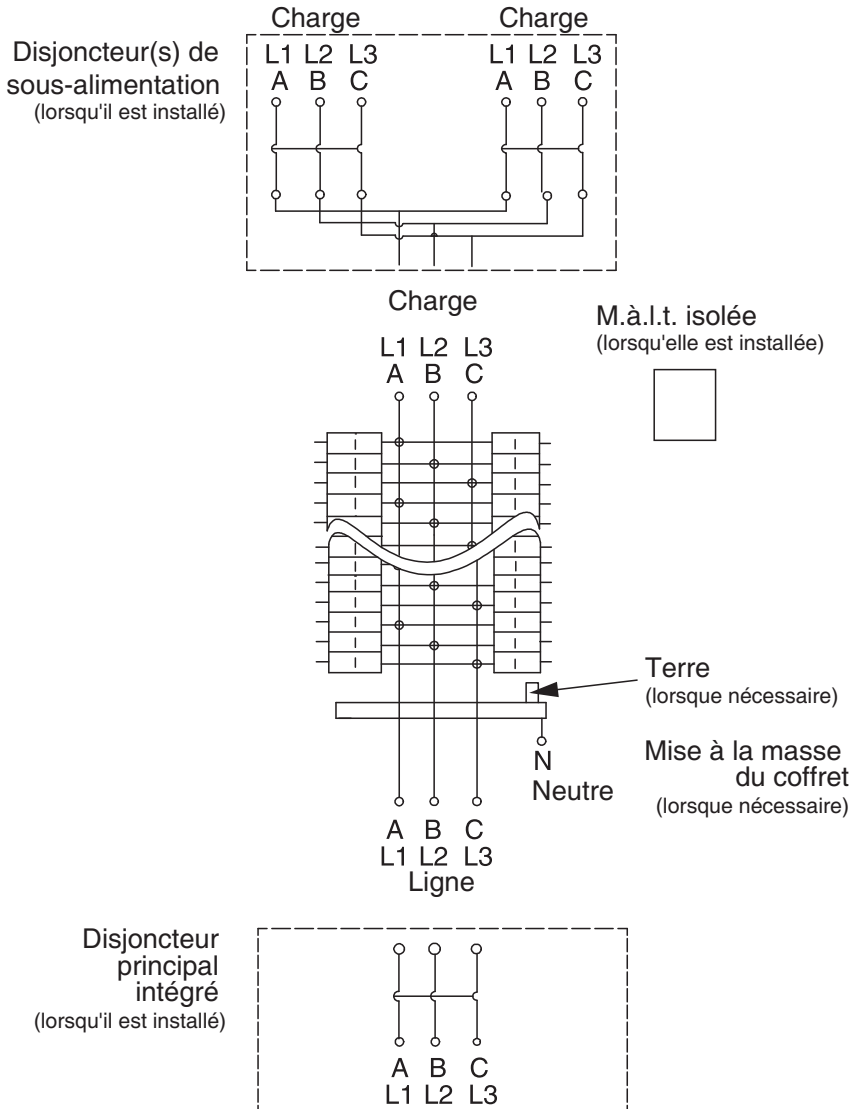 Charge
Charge
Disjoncteur(s) de
sous-alimentation
(lorsqu'il est installé)
L1 L2 L3
A B C
L1 L2 L3
A B C
Charge
L1 L2 L3
A B C
M.à.l.t. isolée
(lorsqu'elle est installée)
Terre
(lorsque nécessaire)
N
Neutre
Mise à la masse
du coffret
(lorsque nécessaire)
A B C
L1 L2 L3
Ligne
Disjoncteur
principal
intégré
(lorsqu'il est installé)
A B C
L1 L2 L3